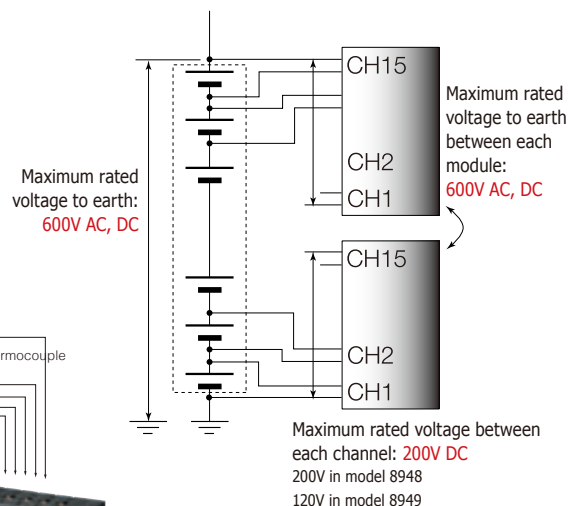 CH15
CH2
CH1
Maximum rated
voltage to earth
between each
module:
600V AC, DC
Maximum rated
voltage to earth:
600V AC, DC
CH15
CH2
CH1
rmocouple
Maximum rated voltage between
each channel: 200V DC
200V in model 8948
120V in model 8949